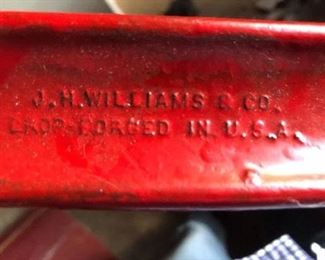 J.H.WILLIAMS & CO.
DROP-FORGED IN U.S.A.